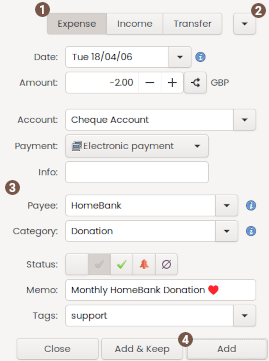 1 2
Expense Income Transfer
Date: Tue 18/04/06
Amount: -2.00 GBP
Account: Cheque Account
Payment: Electronic payment
Info:
3
Payee: HomeBank
Category: Donation
Status:
Memo: Monthly HomeBank Donation ❤
Tags: support
4
Close Add & Keep Add